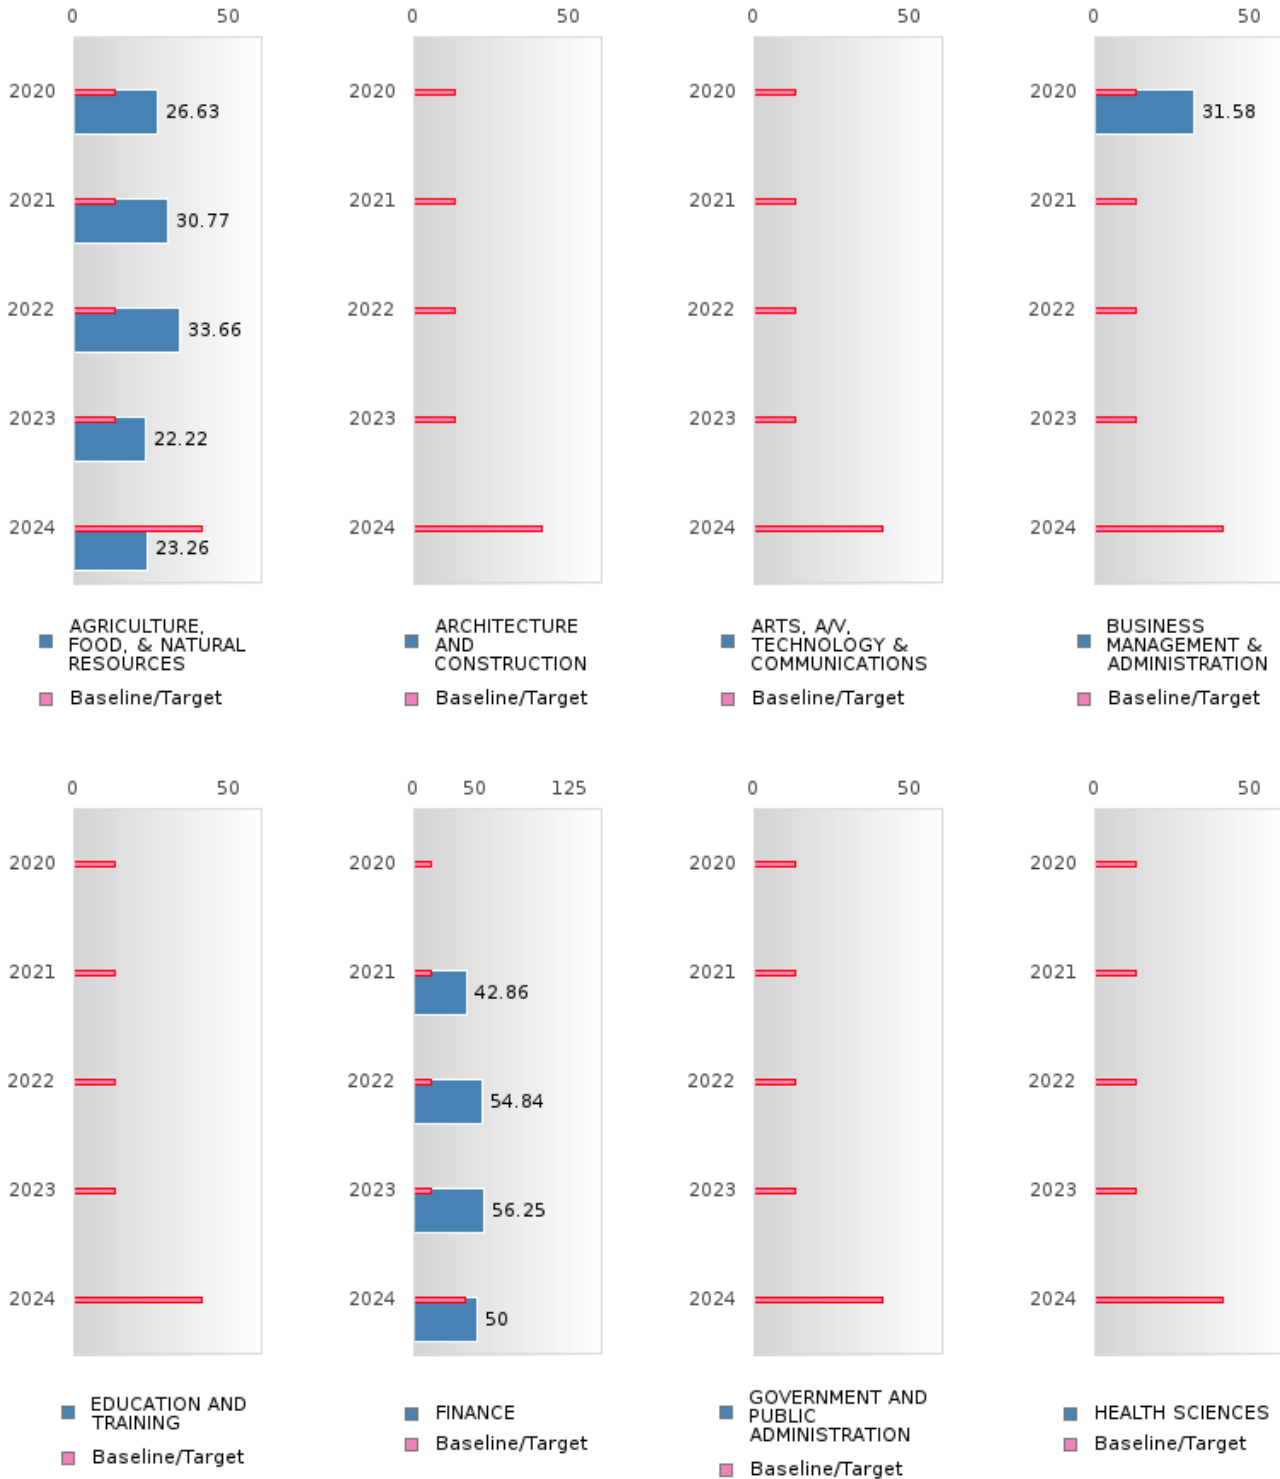 0 50
2020
26.63
2021
30.77
2022
33.66
2023
22.22
2024
23.26
AGRICULTURE,
FOOD, & NATURAL
RESOURCES
Baseline/Target
0 50
2020
2021
2022
2023
2024
ARCHITECTURE
AND
CONSTRUCTION
Baseline/Target
0 50
2020
2021
2022
2023
2024
ARTS, A/V,
TECHNOLOGY &
COMMUNICATIONS
Baseline/Target
0 50
2020
31.58
2021
2022
2023
2024
BUSINESS
MANAGEMENT &
ADMINISTRATION
Baseline/Target
0 50
2020
2021
2022
2023
2024
EDUCATION AND
TRAINING
Baseline/Target
0 50 125
2020
2021
42.86
2022
54.84
2023
56.25
2024
50
FINANCE
Baseline/Target
0 50
2020
2021
2022
2023
2024
GOVERNMENT AND
PUBLIC
ADMINISTRATION
Baseline/Target
0 50
2020
2021
2022
2023
2024
HEALTH SCIENCES
Baseline/Target